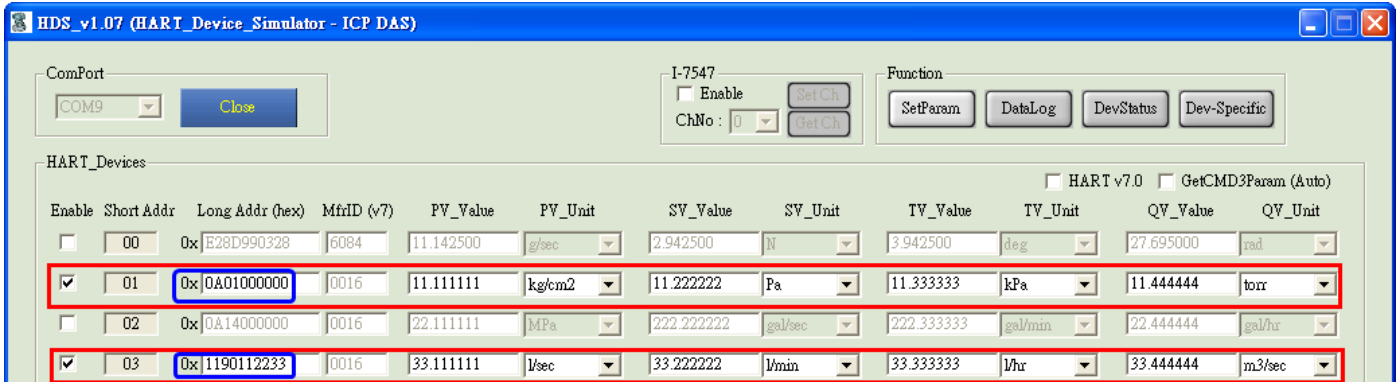 HDS_v1.07 (HART_Device_Simulator - ICP DAS)
ComPort
COM9
Close
I-7547
Enable
Set Ch
ChNo : 0
Get Ch
Function
SetParam DataLog DevStatus Dev-Specific
HART_Devices
HART v7.0 GetCMD3Param (Auto)
Enable Short Addr Long Addr (hex) MfrID (v7) PV_Value PV_Unit SV_Value SV_Unit TV_Value TV_Unit QV_Value QV_Unit
00 0x E28D990328 6084 11.142500 g/sec 2.942500 N 3.942500 deg 27.695000 rad
01 0x 0A01000000 0016 11.111111 kg/cm2 11.222222 Pa 11.333333 kPa 11.444444 torr
02 0x 0A14000000 0016 22.111111 MPa 222.222222 gal/sec 222.333333 gal/min 22.444444 gal/hr
03 0x 1190112233 0016 33.111111 l/sec 33.222222 l/min 33.333333 l/hr 33.444444 m3/sec